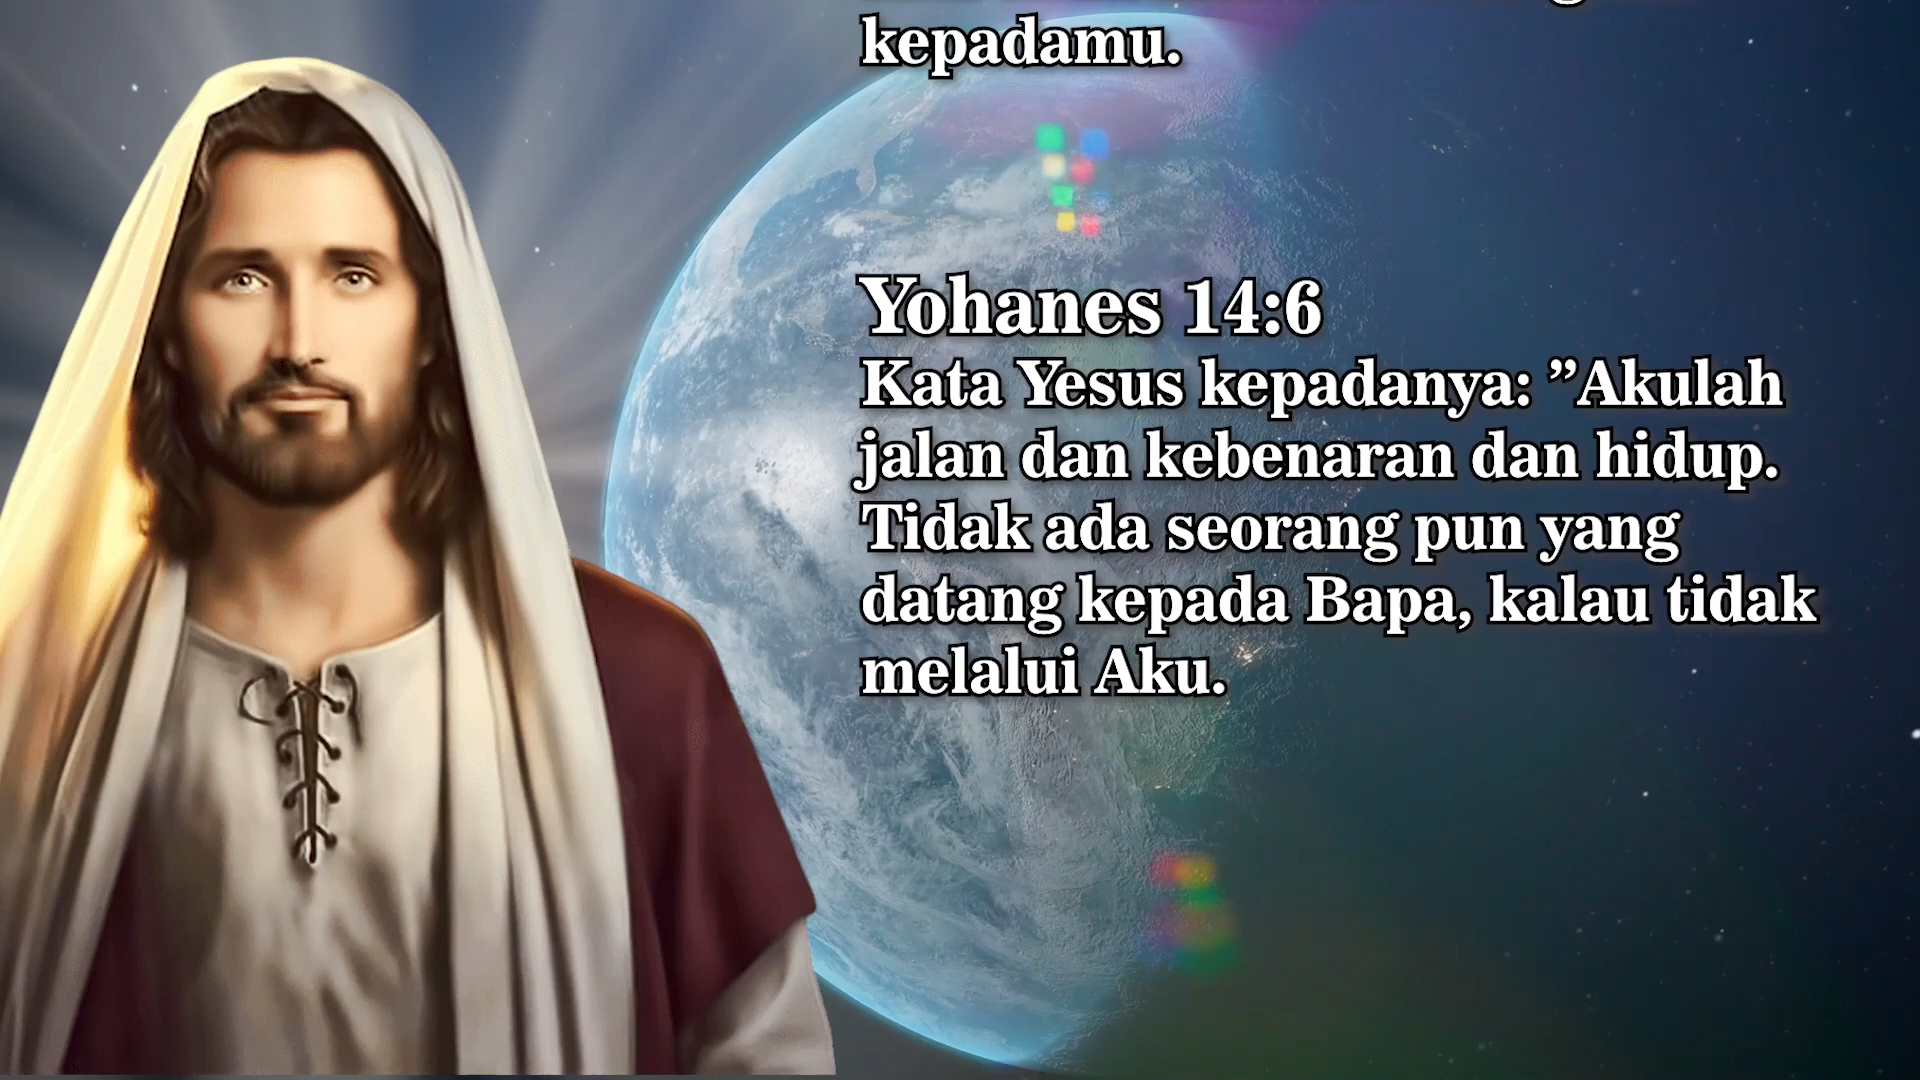 kepadamu.
Yohanes 14:6
Kata Yesus kepadanya: ”Akulah
jalan dan kebenaran dan hidup.
Tidak ada seorang pun yang
datang kepada Bapa, kalau tidak
melalui Aku.